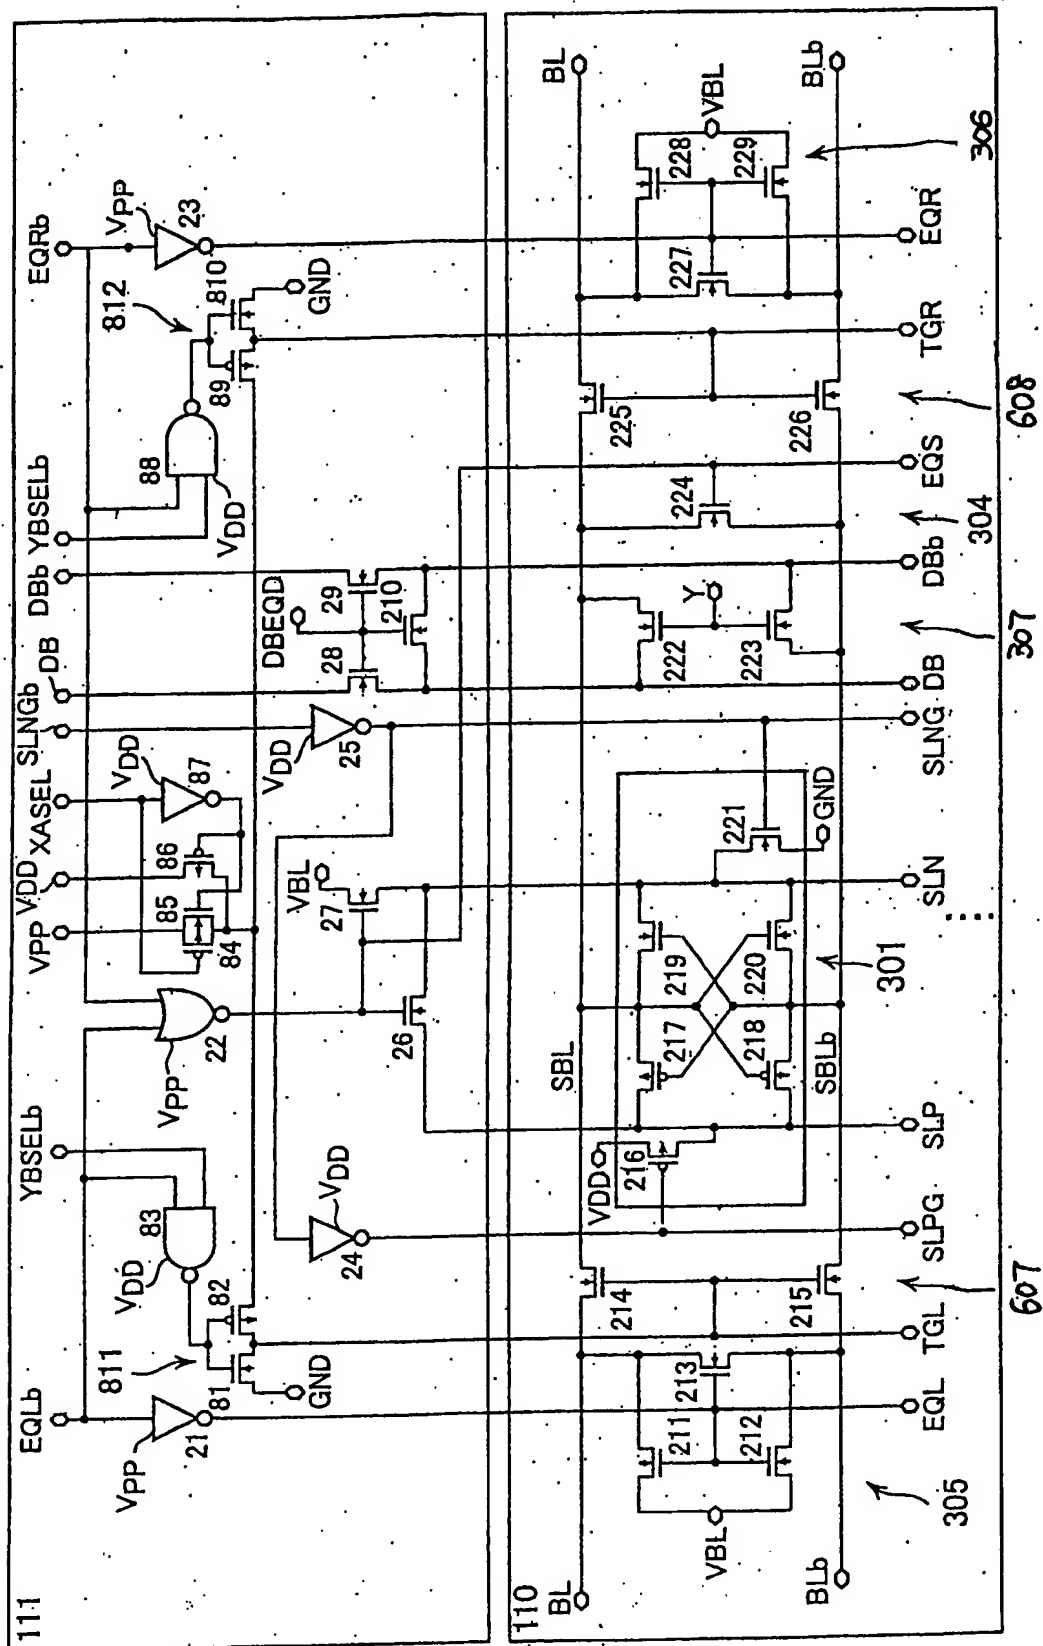 111
EQLb
YBSELb
VPP
VDD
XASEL
SLNGb
DB
DBb
YBSELb
EQRb
VPP
21
811
81
82
VDD
83
GND
24
VDD
VPP
22
84
85
86
VDD
87
VBL
26
27
VDD
25
DBEQD
28
29
210
88
VDD
812
89
810
GND
VPP
23
110
BL
BLb
VBL
211
212
213
214
215
SBL
SBLb
VDD
216
217
218
219
220
221
GND
222
223
Y
224
225
226
227
228
229
VBL
BL
BLb
305
EQL
TGL
607
SLPG
SLP
301
SLN
SLNG
DB
307
DBb
304
EQS
608
TGR
EQR
306